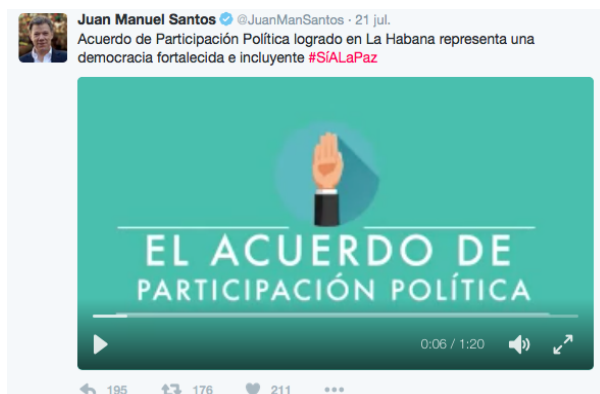 Juan Manuel Santos @JuanManSantos · 21 jul.
Acuerdo de Participación Política logrado en La Habana representa una
democracia fortalecida e incluyente #SíALaPaz
EL ACUERDO DE
PARTICIPACIÓN POLÍTICA
0:06 / 1:20
195 176 211